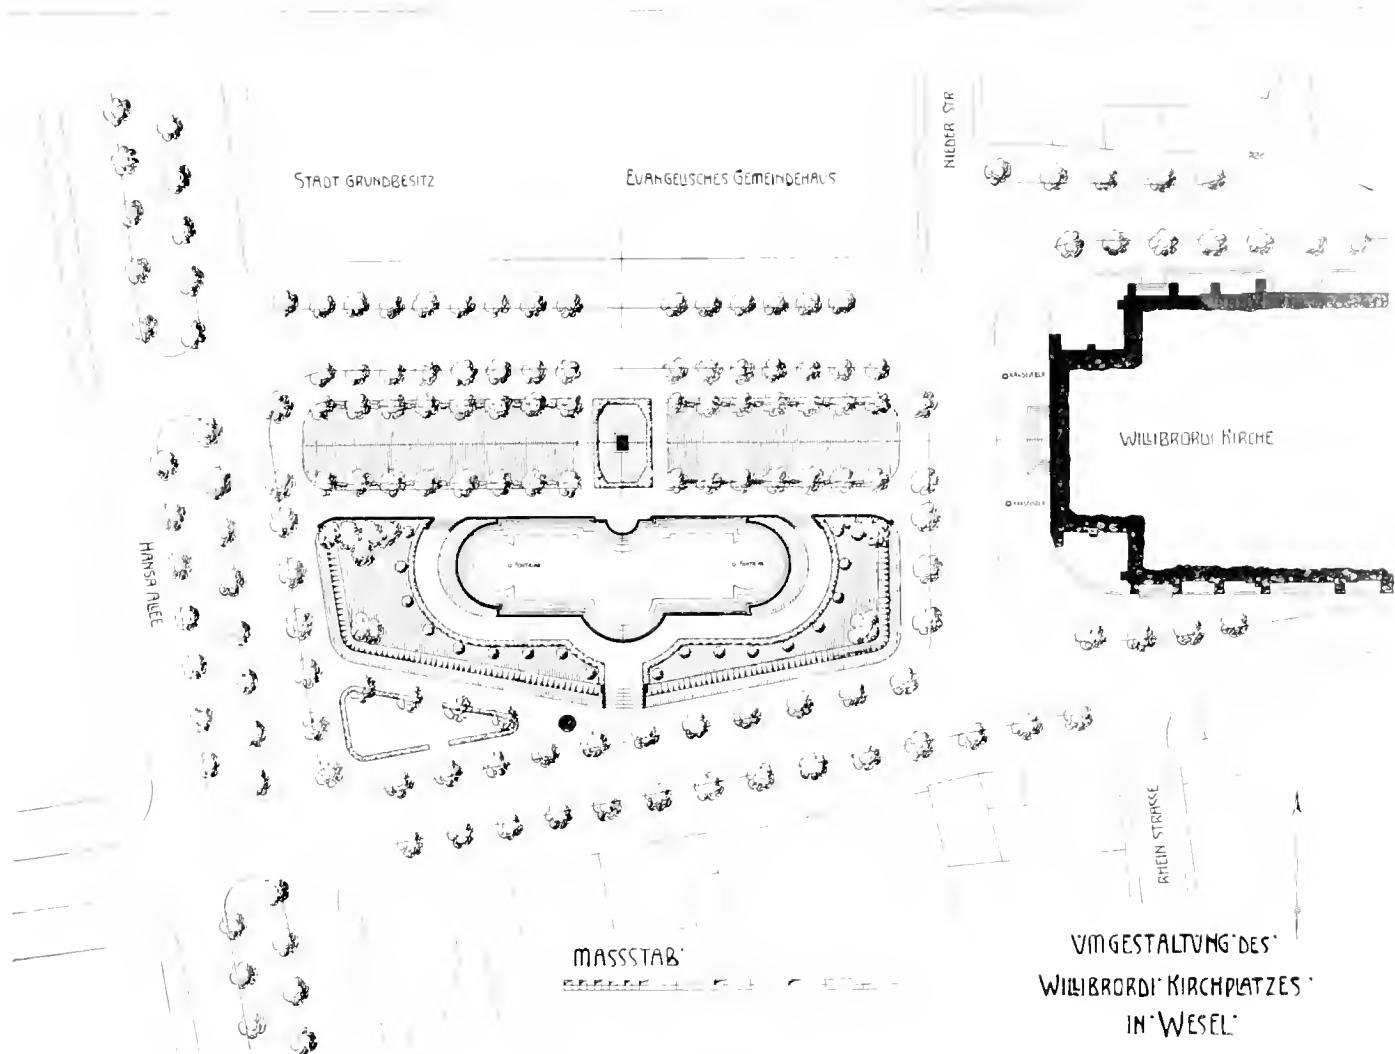 NIEDER STR
STADT GRUNDBESITZ
EVANGELISCHES GEMEINDEHAUS
WILLIBRORDI KIRCHE
HANSA ALLEE
RHEIN STRASSE
MASSSTAB
UMGESTALTUNG DES
WILLIBRORDI KIRCHPLATZES
IN WESEL